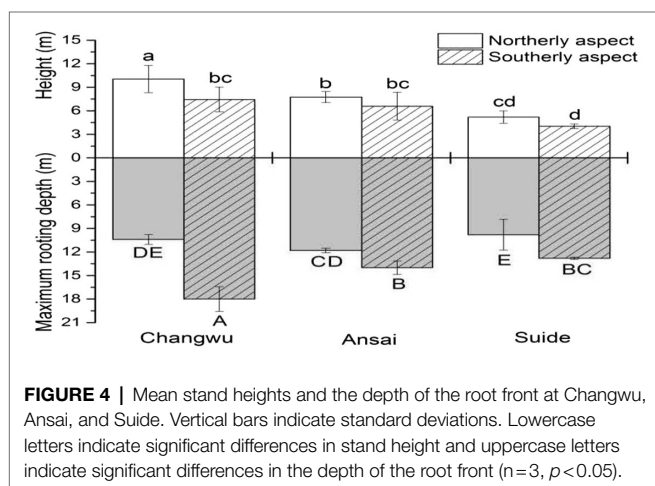 Northerly aspect
Southerly aspect
Height (m)
15
12
9
6
3
0
a
bc
b
bc
cd
d
Maximum rooting depth (m)
3
6
9
12
15
18
21
DE
A
CD
B
E
BC
Changwu Ansai Suide
FIGURE 4 | Mean stand heights and the depth of the root front at Changwu,
Ansai, and Suide. Vertical bars indicate standard deviations. Lowercase
letters indicate significant differences in stand height and uppercase letters
indicate significant differences in the depth of the root front (n=3, p<0.05).